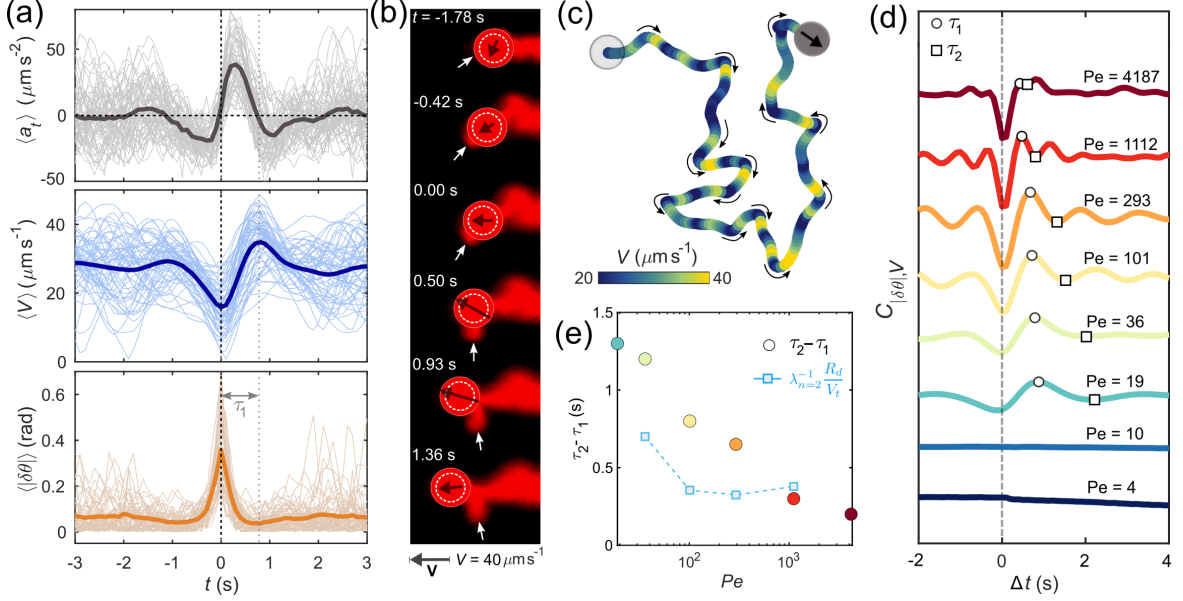 (a)
⟨a_t⟩ (μm s⁻²)
50
0
-50
⟨V⟩ (μm s⁻¹)
40
20
0
⟨|δθ|⟩ (rad)
0.6
0.4
0.2
0
τ₁
-3 -2 -1 0 1 2 3
t (s)
(b)
t = -1.78 s
-0.42 s
0.00 s
0.50 s
0.93 s
1.36 s
V = 40 μm s⁻¹
V
(c)
V (μm s⁻¹)
20 40
(e)
1.5
1
0.5
0
τ₂- τ₁ (s)
τ₂− τ₁
λ⁻¹ₙ₌₂ R_d/V_t
10² 10³
Pe
(d)
τ₁
τ₂
Pe = 4187
Pe = 1112
Pe = 293
Pe = 101
Pe = 36
Pe = 19
Pe = 10
Pe = 4
C_|δθ|,V
-2 0 2 4
Δt (s)